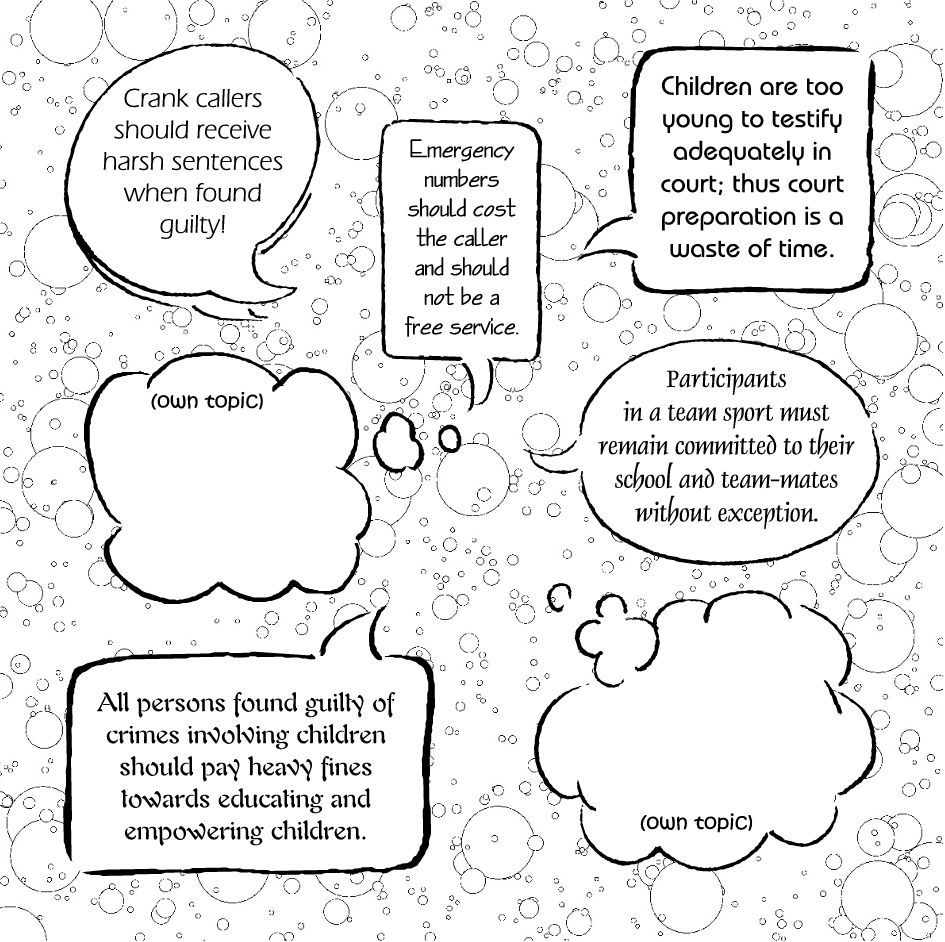 Crank callers
should receive
harsh sentences
when found
guilty!
Emergency
numbers
should cost
the caller
and should
not be a
free service.
Children are too
young to testify
adequately in
court; thus court
preparation is a
waste of time.
(own topic)
Participants
in a team sport must
remain committed to their
school and team-mates
without exception.
All persons found guilty of
crimes involving children
should pay heavy fines
towards educating and
empowering children.
(own topic)